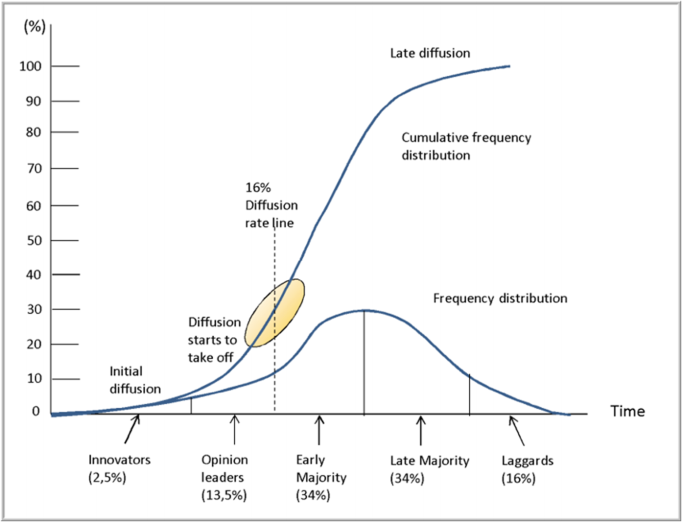 (%)
100
90
80
70
60
50
40
30
20
10
0
Late diffusion
Cumulative frequency
distribution
16%
Diffusion
rate line
Frequency distribution
Diffusion
starts to
take off
Initial
diffusion
Time
Innovators
(2,5%)
Opinion
leaders
(13,5%)
Early
Majority
(34%)
Late Majority
(34%)
Laggards
(16%)